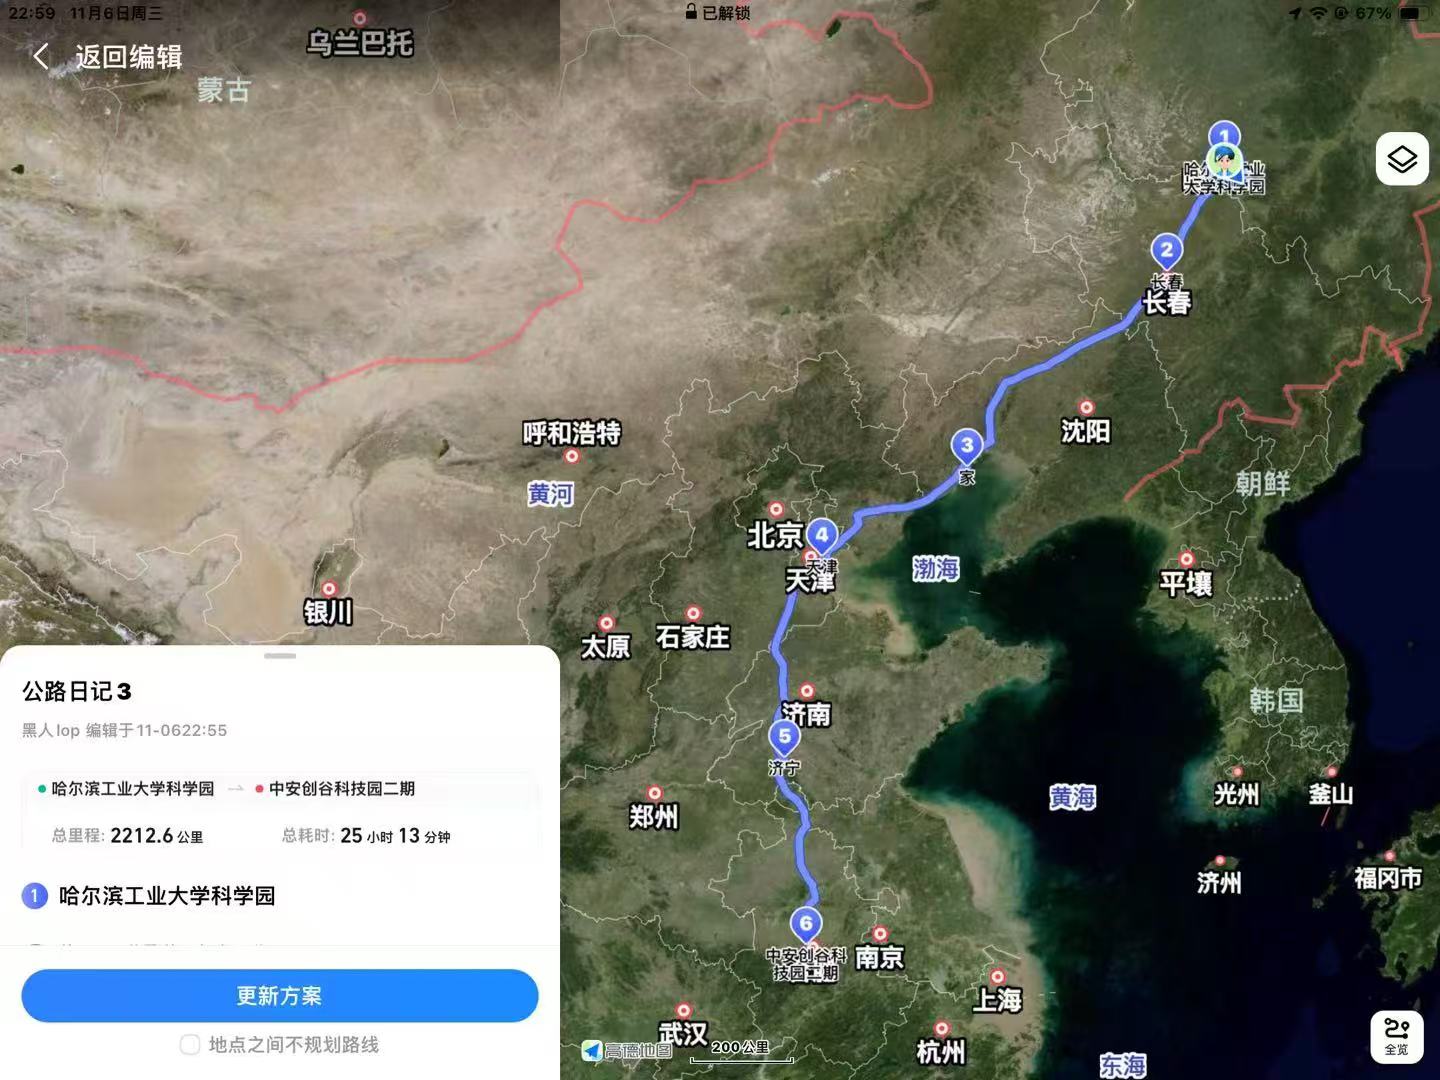 22:59 11月6日周三
已解锁
67%
返回编辑
乌兰巴托
蒙古
1
大学科学园
2
长春
长春
呼和浩特
黄河
沈阳
3
家
朝鲜
北京
4
天津
天津
渤海
平壤
银川
太原
石家庄
韩国
济南
5
济宁
郑州
黄海
光州
釜山
济州
福冈市
6
中安创谷科
技园二期
南京
上海
武汉
杭州
东海
高德地图
200公里
全览
公路日记3
黑人lop 编辑于11-0622:55
哈尔滨工业大学科学园 → 中安创谷科技园二期
总里程: 2212.6 公里 总耗时: 25 小时 13 分钟
1 哈尔滨工业大学科学园
更新方案
地点之间不规划路线